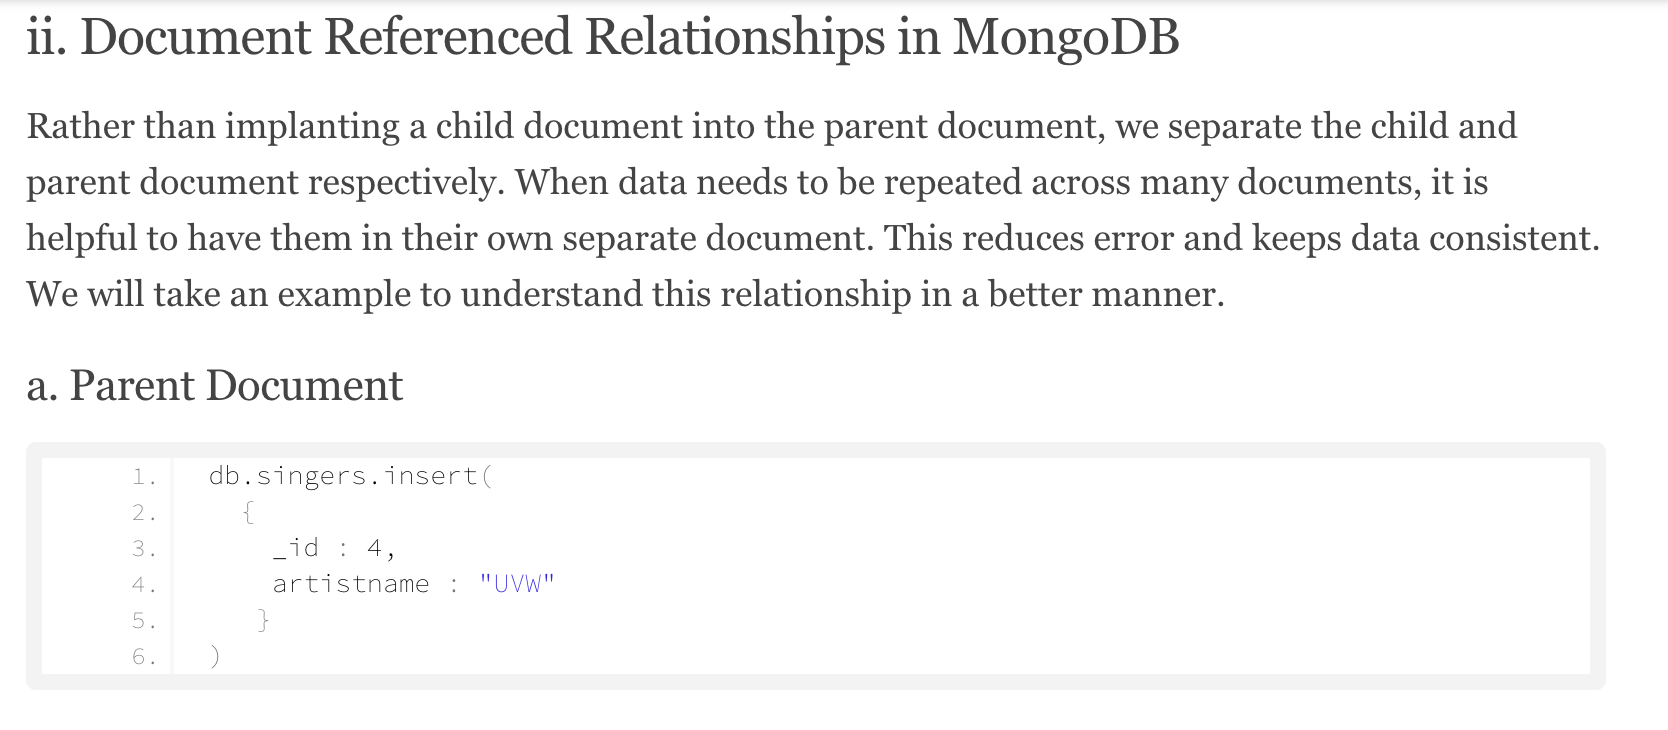 ii. Document Referenced Relationships in MongoDB
Rather than implanting a child document into the parent document, we separate the child and
parent document respectively. When data needs to be repeated across many documents, it is
helpful to have them in their own separate document. This reduces error and keeps data consistent.
We will take an example to understand this relationship in a better manner.
a. Parent Document
1. db.singers.insert(
2. {
3. _id : 4,
4. artistname : "UVW"
5. }
6. )